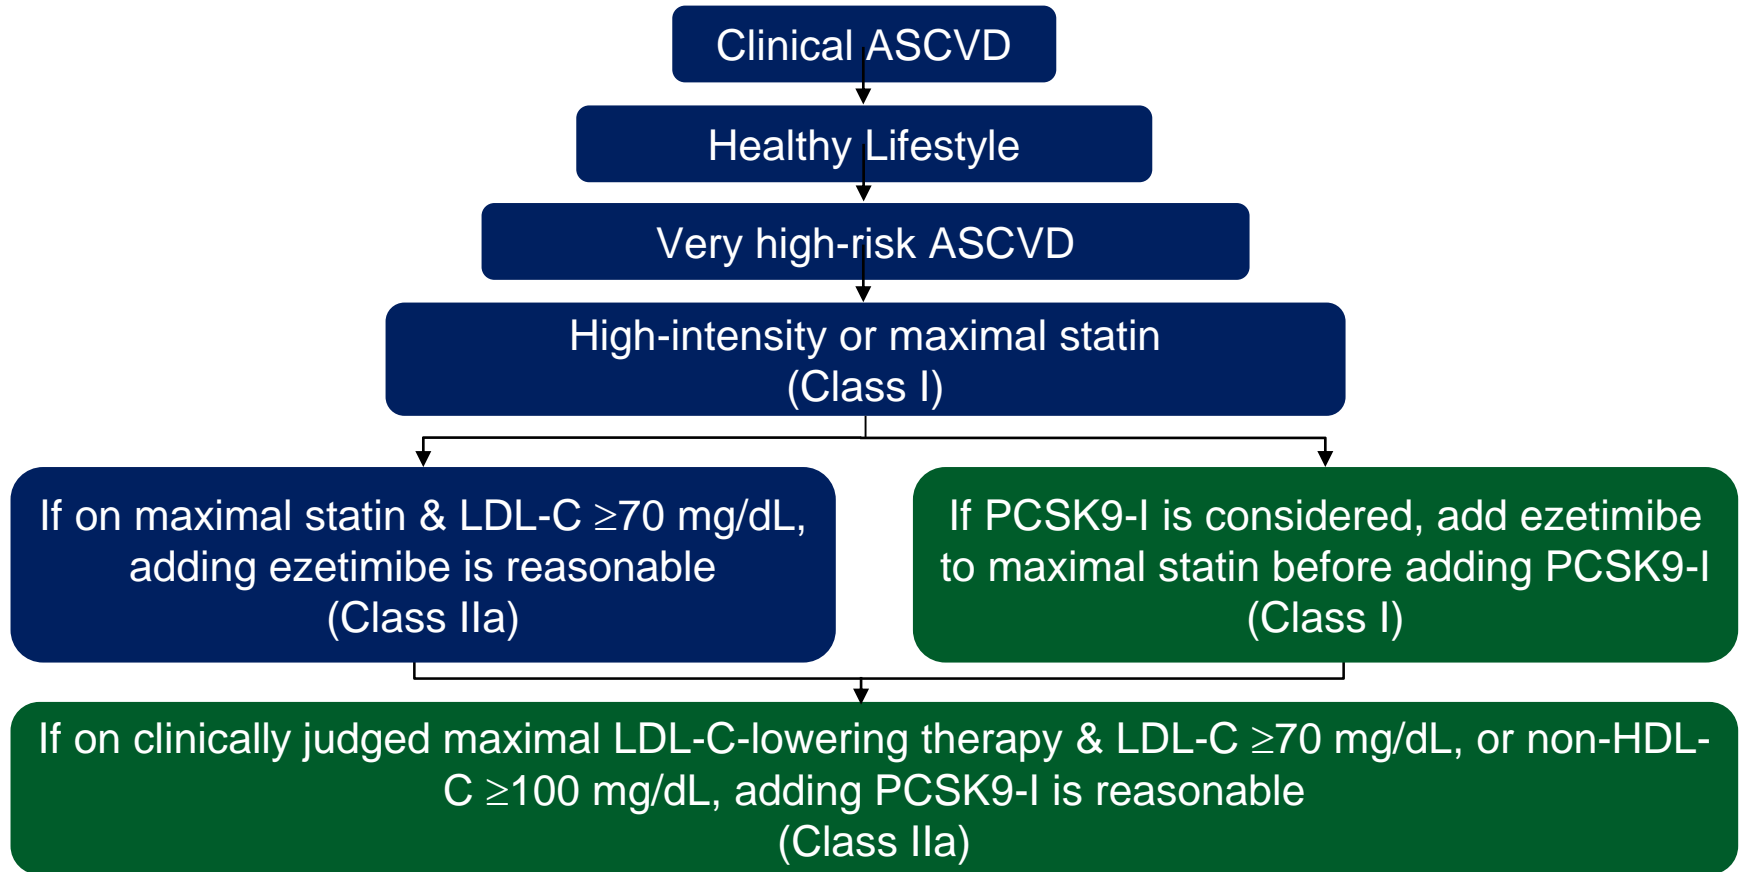 Clinical ASCVD
Healthy Lifestyle
Very high-risk ASCVD
High-intensity or maximal statin
(Class I)
If on maximal statin & LDL-C ≥70 mg/dL,
adding ezetimibe is reasonable
(Class IIa)
If PCSK9-I is considered, add ezetimibe
to maximal statin before adding PCSK9-I
(Class I)
If on clinically judged maximal LDL-C-lowering therapy & LDL-C ≥70 mg/dL, or non-HDL-
C ≥100 mg/dL, adding PCSK9-I is reasonable
(Class IIa)